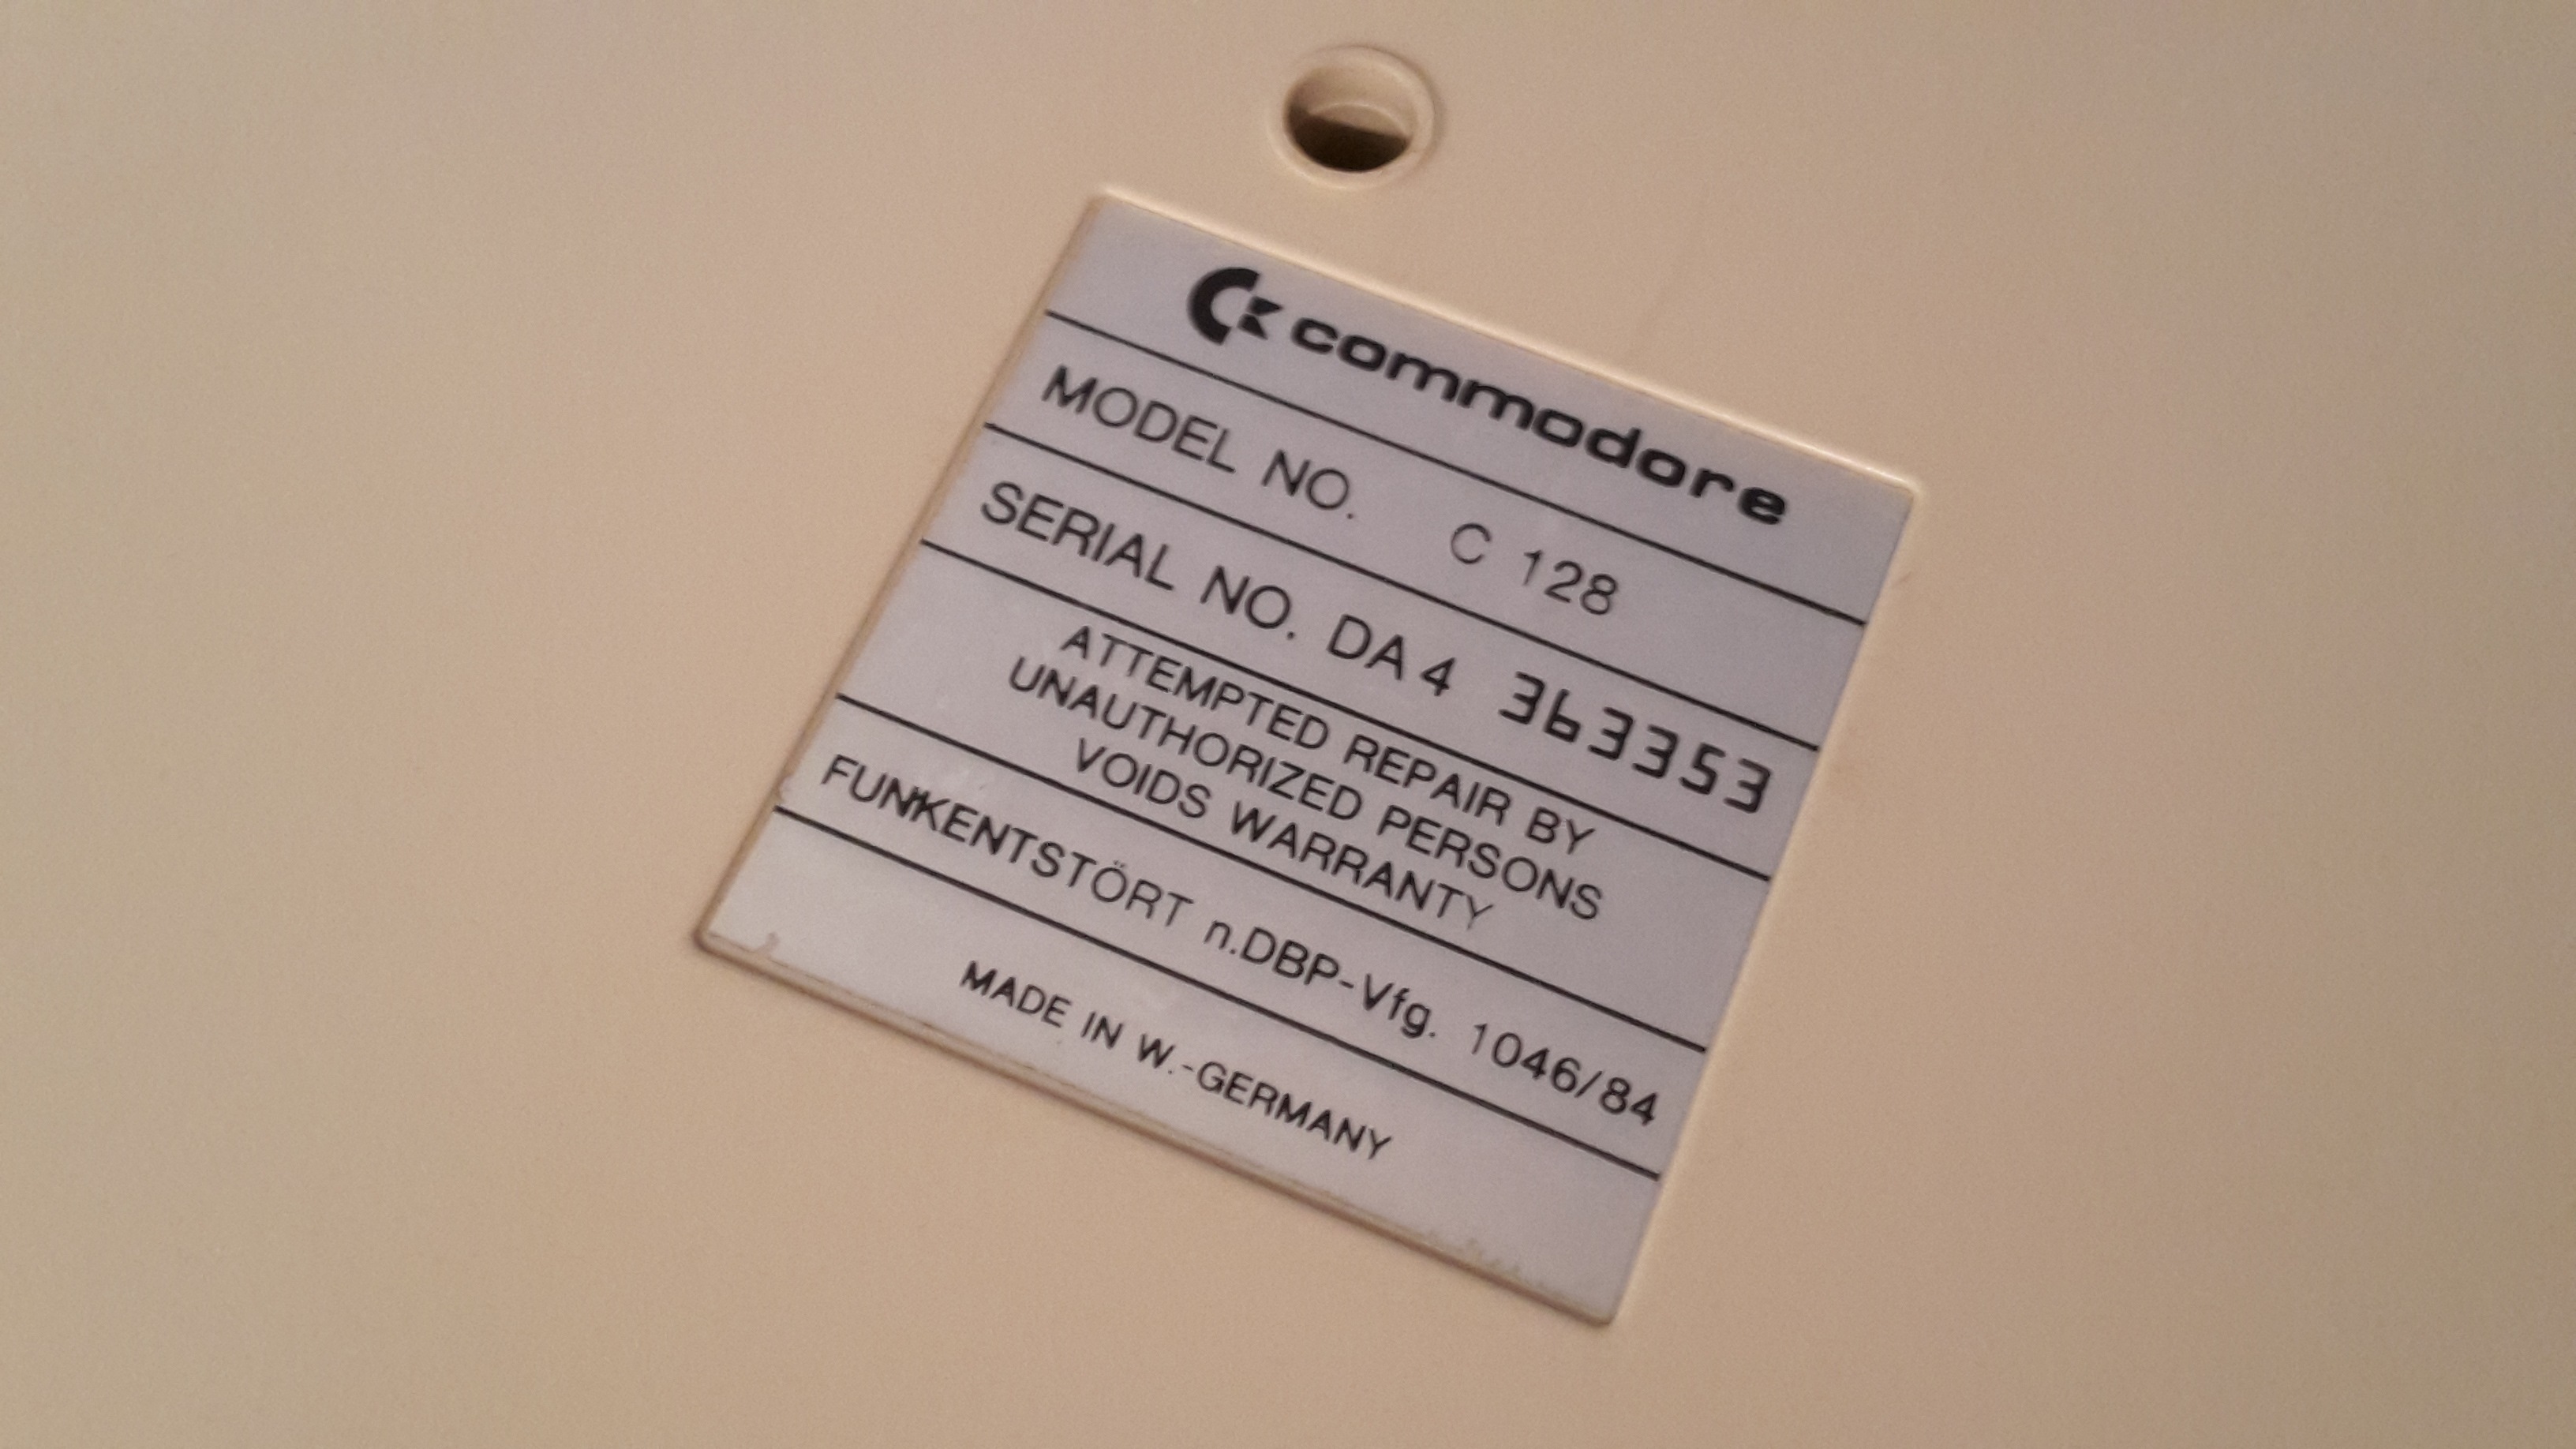 commodore
MODEL NO. C 128
SERIAL NO. DA4 363353
ATTEMPTED REPAIR BY
UNAUTHORIZED PERSONS
VOIDS WARRANTY
FUNKENTSTÖRT n.DBP-Vfg. 1046/84
MADE IN W.-GERMANY